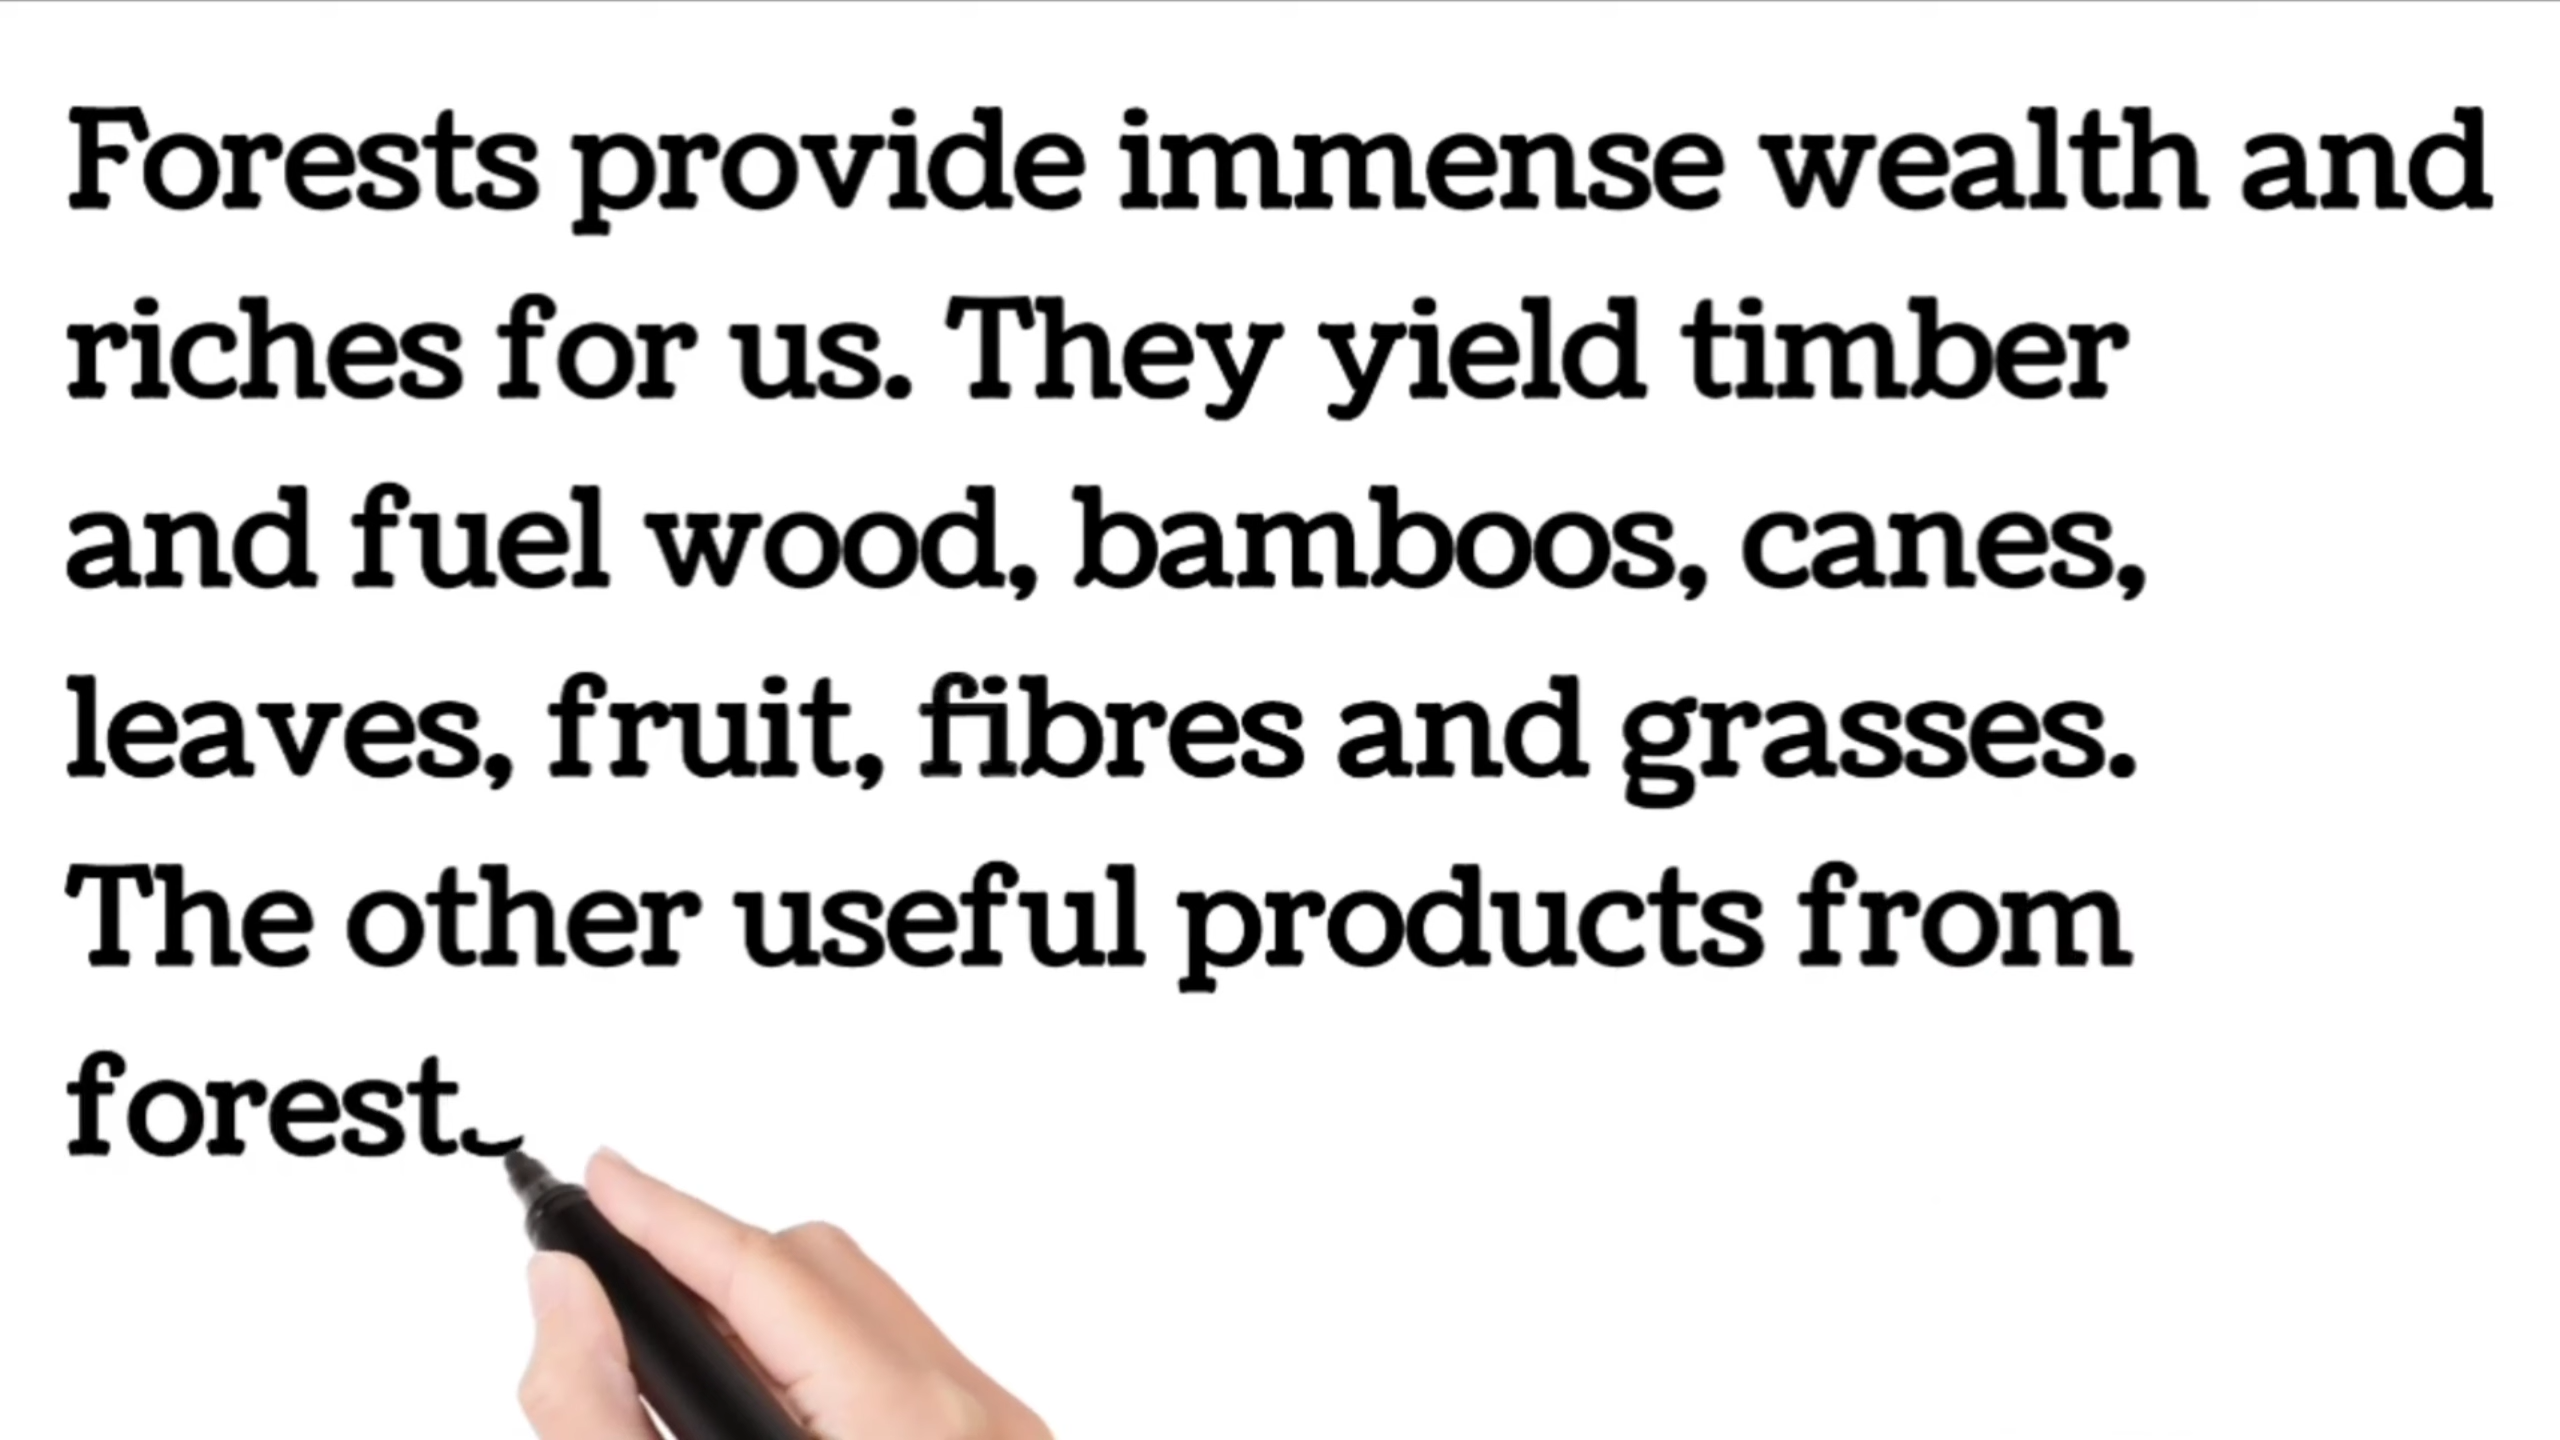 Forests provide immense wealth and
riches for us. They yield timber
and fuel wood, bamboos, canes,
leaves, fruit, fibres and grasses.
The other useful products from
forest